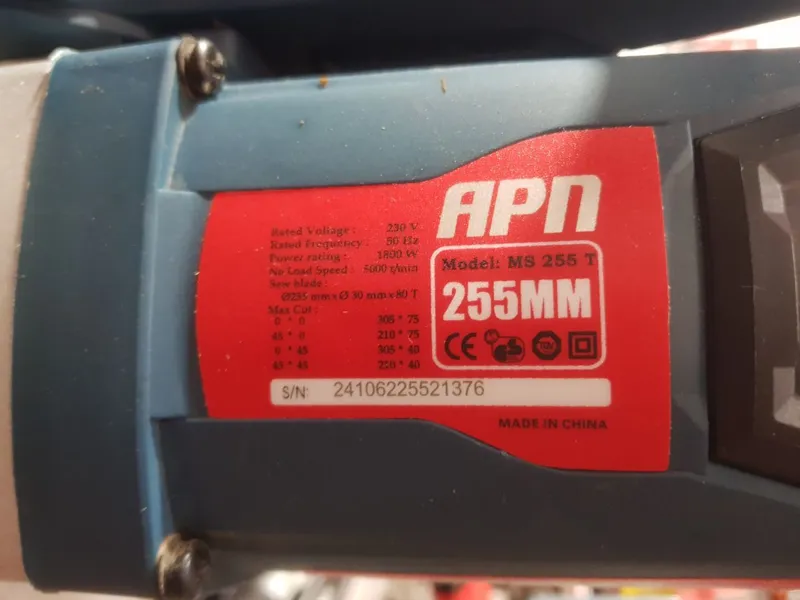 APN
Rated Voltage : 230 V
Rated Frequency : 50 Hz
Power rating : 1800 W
No Load Speed : 5000 r/min
Saw blade :
Ø255 mm x Ø 30 mm x 80 T
Max Cut :
0 * 0 305 * 75
45 * 0 210 * 75
0 * 45 305 * 40
45 * 45 220 * 40
Model: MS 255 T
255MM
CE
S/N: 24106225521376
MADE IN CHINA